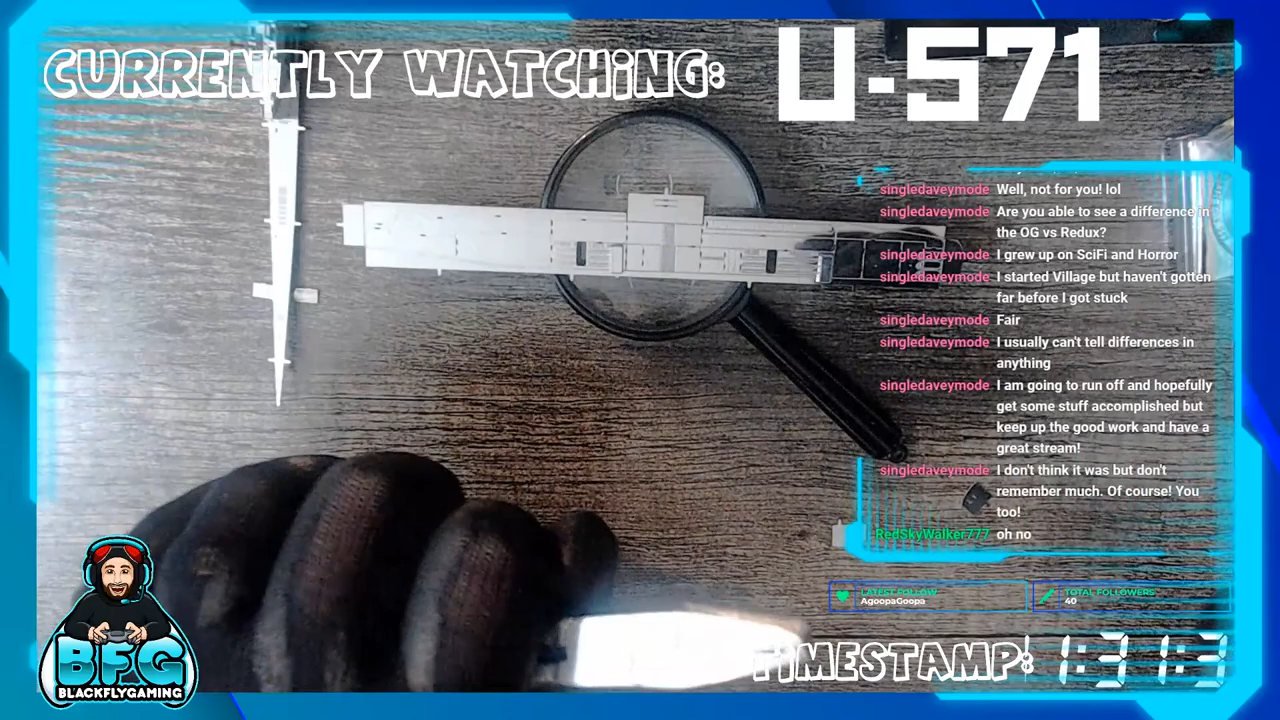 CURRENTLY WATCHING:
U-571
singledaveymode Well, not for you! lol
singledaveymode Are you able to see a difference in
the OG vs Redux?
singledaveymode I grew up on SciFi and Horror
singledaveymode I started Village but haven't gotten
far before I got stuck
singledaveymode Fair
singledaveymode I usually can't tell differences in
anything
singledaveymode I am going to run off and hopefully
get some stuff accomplished but
keep up the good work and have a
great stream!
singledaveymode I don't think it was but don't
remember much. Of course! You
too!
RedSkyWalker777 oh no
LATEST FOLLOW
AgoopaGoopa
TOTAL FOLLOWERS
40
TIMESTAMP: 1:31:3
BFG
BLACKFLYGAMING